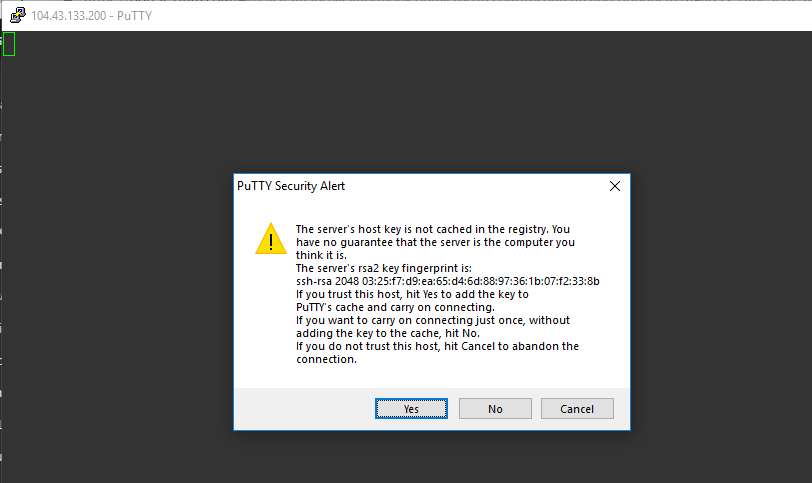 104.43.133.200 - PuTTY
PuTTY Security Alert
The server's host key is not cached in the registry. You
have no guarantee that the server is the computer you
think it is.
The server's rsa2 key fingerprint is:
ssh-rsa 2048 03:25:f7:d9:ea:65:d4:6d:88:97:36:1b:07:f2:33:8b
If you trust this host, hit Yes to add the key to
PuTTY's cache and carry on connecting.
If you want to carry on connecting just once, without
adding the key to the cache, hit No.
If you do not trust this host, hit Cancel to abandon the
connection.
Yes
No
Cancel